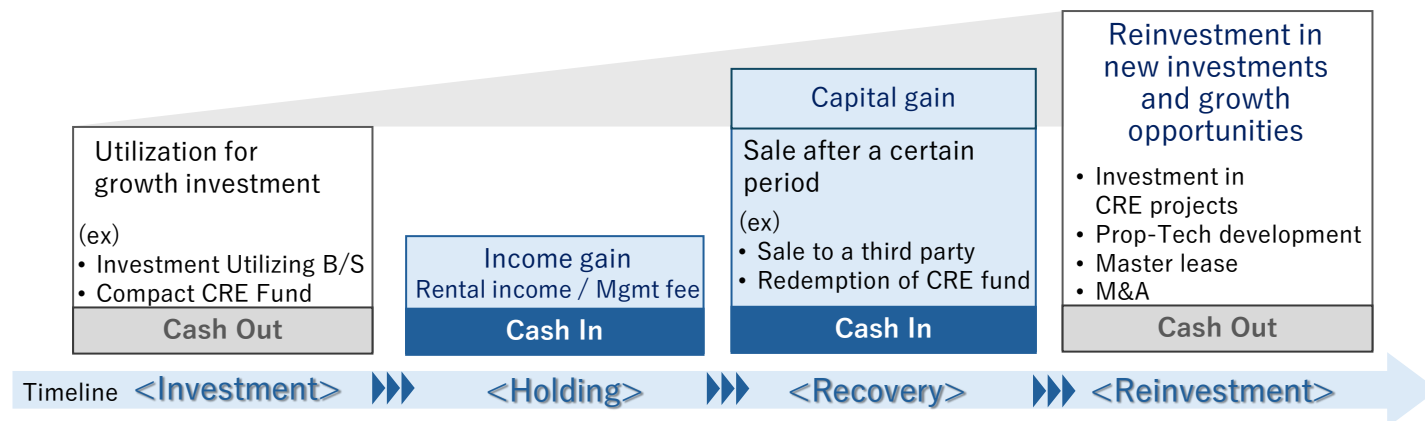 Utilization for
growth investment
(ex)
• Investment Utilizing B/S
• Compact CRE Fund
Cash Out
Income gain
Rental income / Mgmt fee
Cash In
Capital gain
Sale after a certain
period
(ex)
• Sale to a third party
• Redemption of CRE fund
Cash In
Reinvestment in
new investments
and growth
opportunities
• Investment in
CRE projects
• Prop-Tech development
• Master lease
• M&A
Cash Out
Timeline <Investment> <Holding> <Recovery> <Reinvestment>